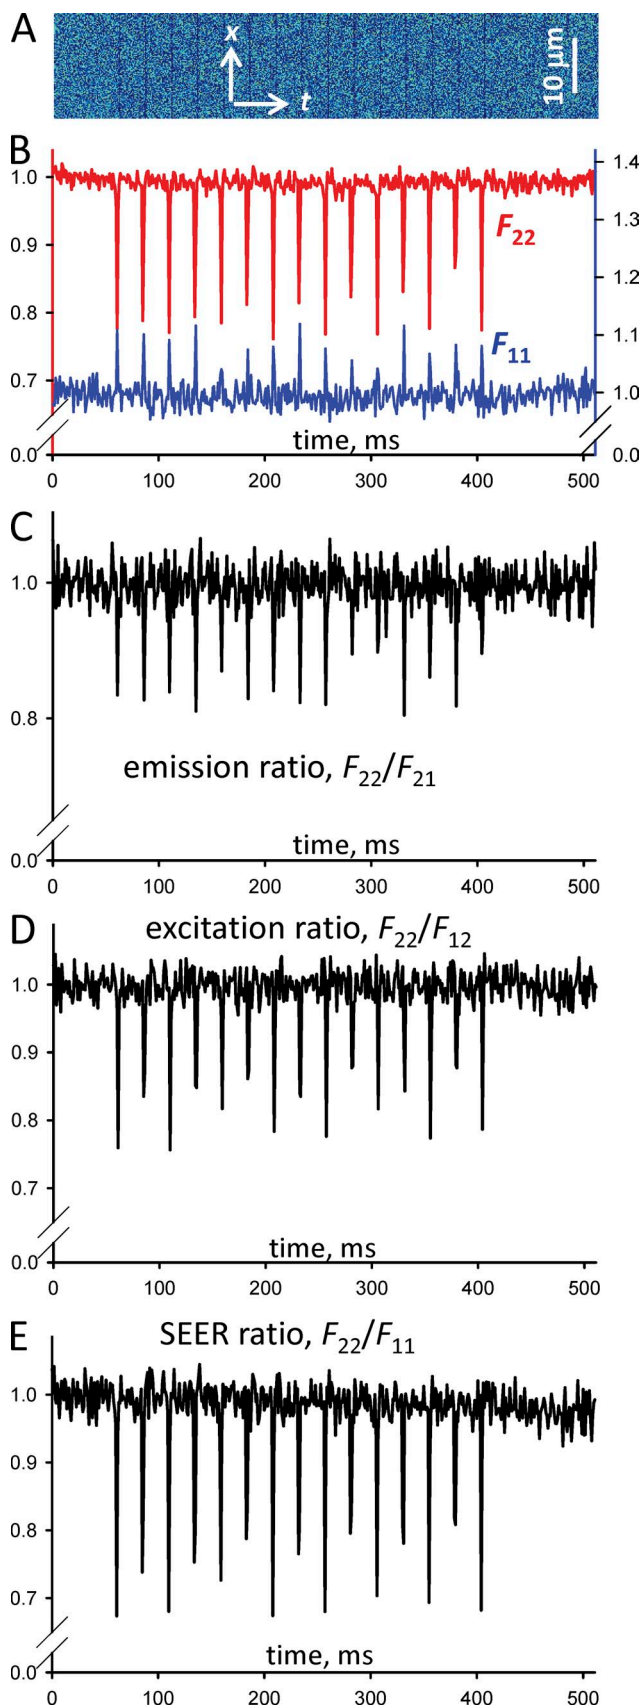 A
x
t
10 µm
B
1.0
0.9
0.8
0.7
0.0
1.4
1.3
1.2
1.1
1.0
0.0
F22
F11
time, ms
0 100 200 300 400 500
C
1.0
0.8
0.0
emission ratio, F22/F21
time, ms
0 100 200 300 400 500
D
excitation ratio, F22/F12
1.0
0.9
0.8
0.7
0.0
time, ms
0 100 200 300 400 500
E
SEER ratio, F22/F11
1.0
0.9
0.8
0.7
0.0
time, ms
0 100 200 300 400 500